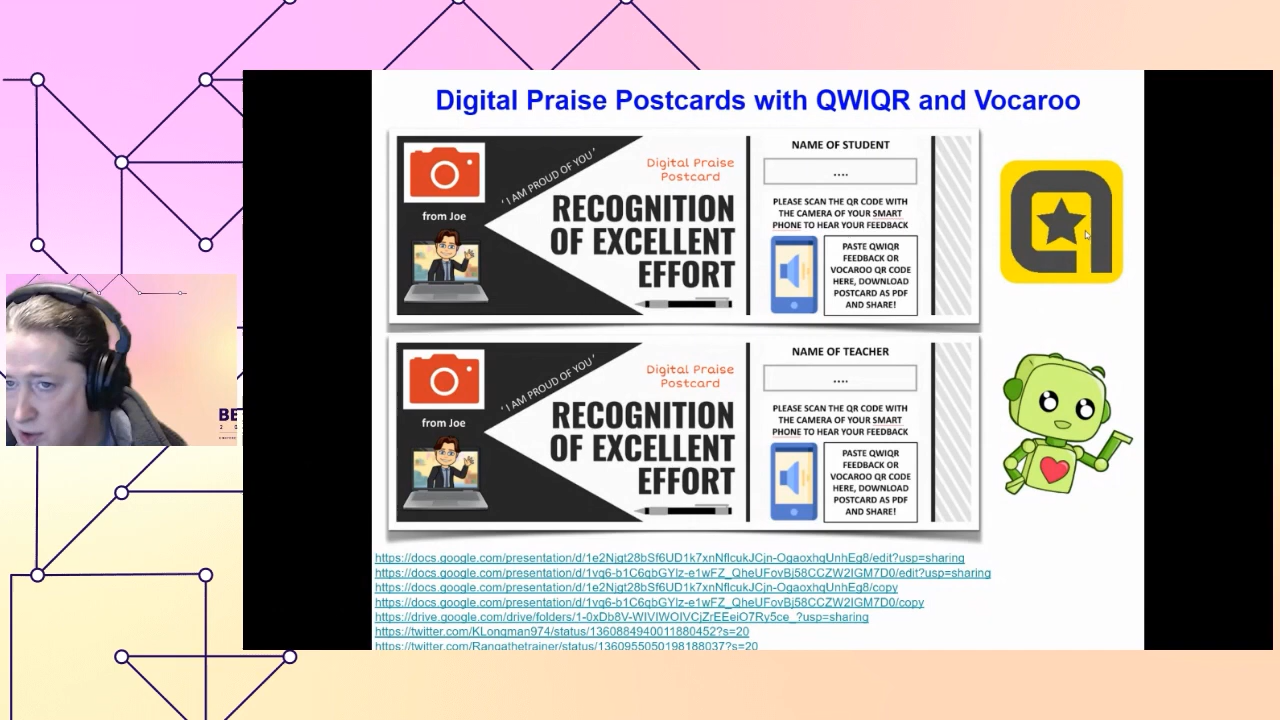 Digital Praise Postcards with QWIQR and Vocaroo
' I AM PROUD OF YOU '
Digital Praise
Postcard
from Joe
RECOGNITION
OF EXCELLENT
EFFORT
NAME OF STUDENT
....
PLEASE SCAN THE QR CODE WITH
THE CAMERA OF YOUR SMART
PHONE TO HEAR YOUR FEEDBACK
PASTE QWIQR
FEEDBACK OR
VOCAROO QR CODE
HERE, DOWNLOAD
POSTCARD AS PDF
AND SHARE!
' I AM PROUD OF YOU '
Digital Praise
Postcard
from Joe
RECOGNITION
OF EXCELLENT
EFFORT
NAME OF TEACHER
....
PLEASE SCAN THE QR CODE WITH
THE CAMERA OF YOUR SMART
PHONE TO HEAR YOUR FEEDBACK
PASTE QWIQR
FEEDBACK OR
VOCAROO QR CODE
HERE, DOWNLOAD
POSTCARD AS PDF
AND SHARE!
BE
https://docs.google.com/presentation/d/1e2Njgt28bSf6UD1k7xnNflcukJCjn-OgaoxhqUnhEg8/edit?usp=sharing
https://docs.google.com/presentation/d/1vg6-b1C6qbGYlz-e1wFZ_QheUFovBj58CCZW2IGM7D0/edit?usp=sharing
https://docs.google.com/presentation/d/1e2Njgt28bSf6UD1k7xnNflcukJCjn-OgaoxhqUnhEg8/copy
https://docs.google.com/presentation/d/1vg6-b1C6qbGYlz-e1wFZ_QheUFovBj58CCZW2IGM7D0/copy
https://drive.google.com/drive/folders/1-0xDb8V-WIVIWOIVCjZrEEeiO7Ry5ce_?usp=sharing
https://twitter.com/KLongman974/status/1360884940011880452?s=20
https://twitter.com/Rangathetrainer/status/1360955050198188037?s=20